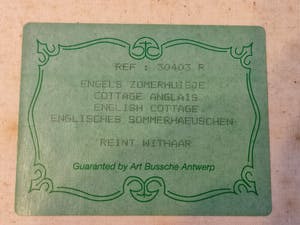 REF : 30403 R
ENGELS ZOMERHUISJE
COTTAGE ANGLAIS
ENGLISH COTTAGE
ENGLISCHES SOMMERHAEUSCHEN
REINT WITHAAR
Guaranted by Art Bussche Antwerp